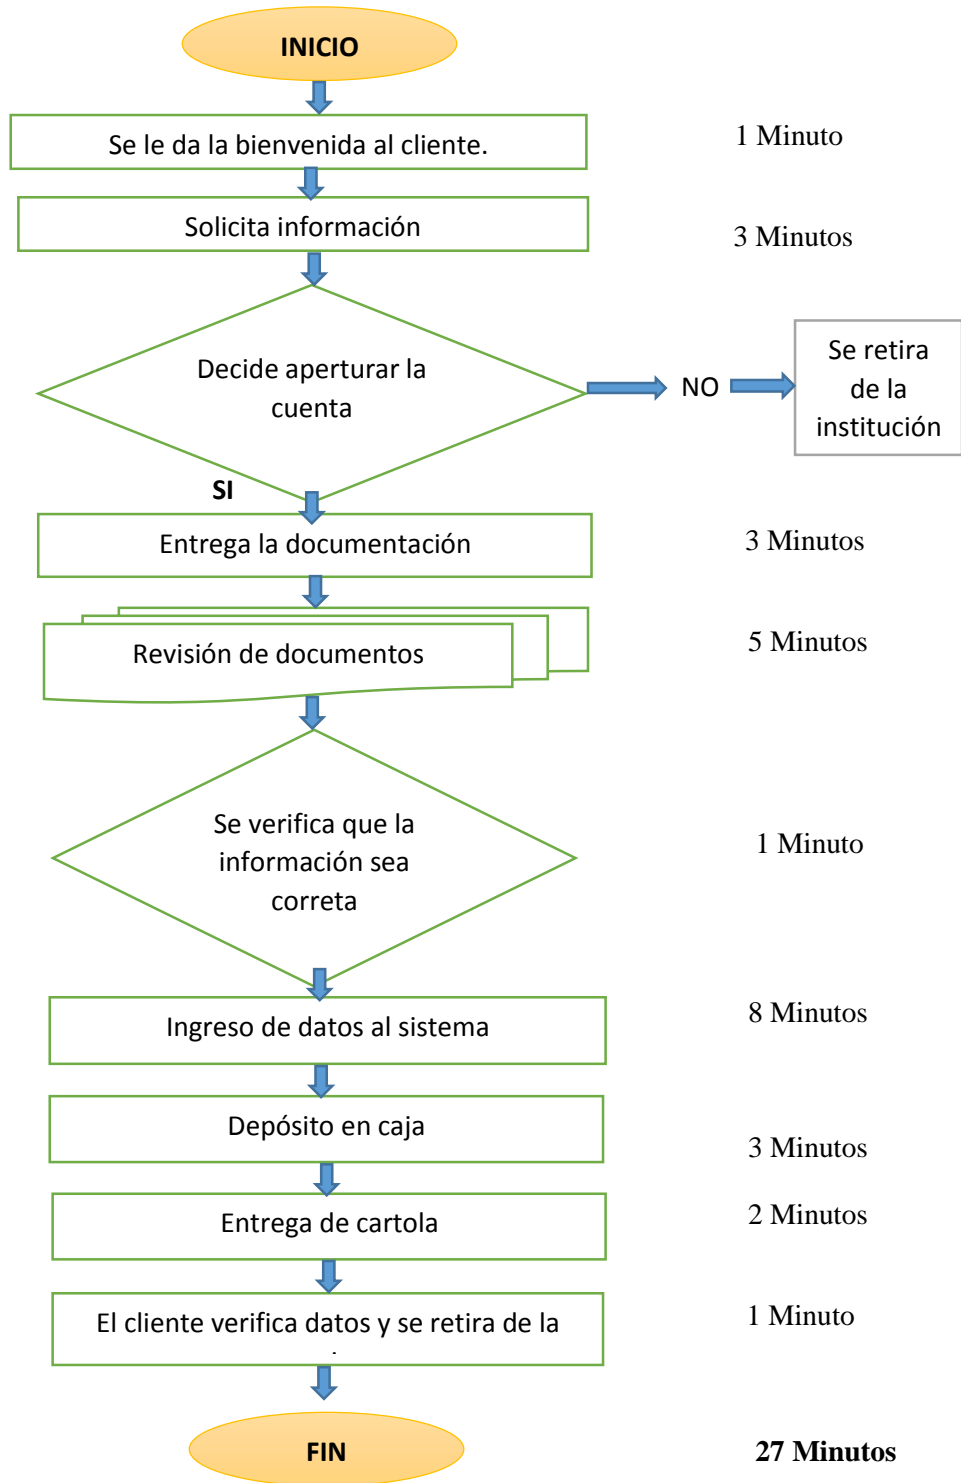 INICIO
Se le da la bienvenida al cliente.
1 Minuto
Solicita información
3 Minutos
Decide aperturar la
cuenta
NO
Se retira
de la
institución
SI
Entrega la documentación
3 Minutos
Revisión de documentos
5 Minutos
Se verifica que la
información sea
correta
1 Minuto
Ingreso de datos al sistema
8 Minutos
Depósito en caja
3 Minutos
Entrega de cartola
2 Minutos
El cliente verifica datos y se retira de la
1 Minuto
FIN
27 Minutos